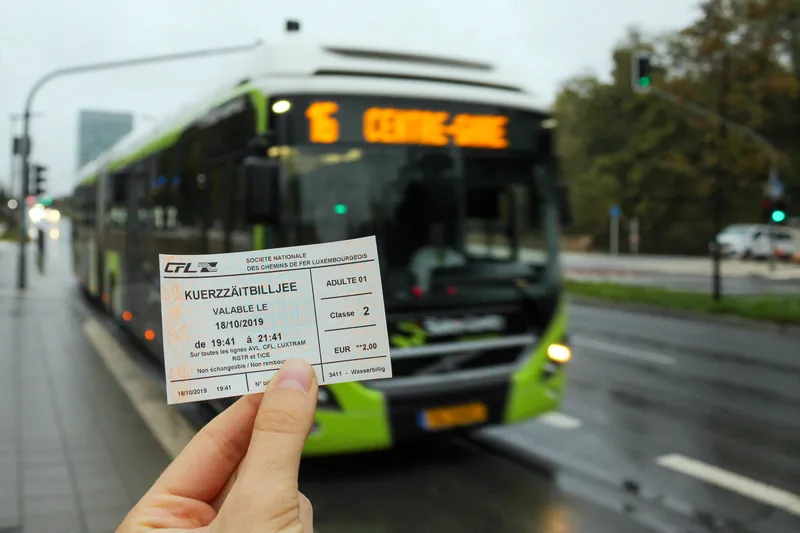 16 CENTRE-GARE
CFL
SOCIETE NATIONALE
DES CHEMINS DE FER LUXEMBOURGEOIS
KUERZZÄITBILLJEE
VALABLE LE
18/10/2019
de 19:41 à 21:41
Sur toutes les lignes AVL, CFL, LUXTRAM
RGTR et TICE
Non échangeable / Non rembou
18/10/2019 19:41
N° b
ADULTE 01
Classe 2
EUR **2,00
3411 - Wasserbillig